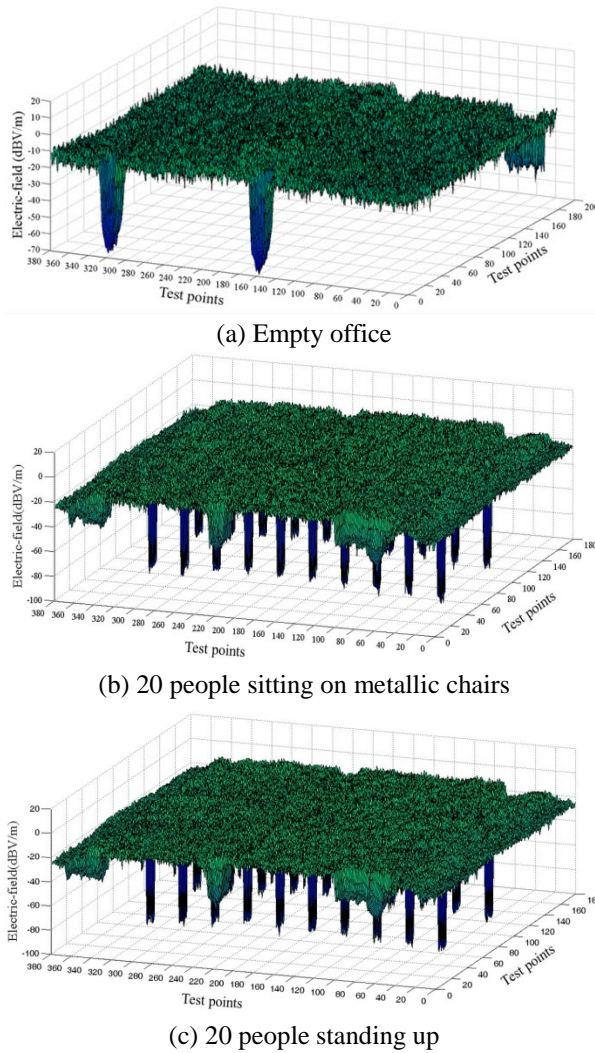 20
10
0
-10
-20
-30
-40
-50
-60
-70
Electric-field (dBV/m)
380 360 340 320 300 280 260 240 220 200 180 160 140 120 100 80 60 40 20 0
Test points
0 20 40 60 80 100 120 140 160 180 200
Test points
(a) Empty office
20
0
-20
-40
-60
-80
-100
Electric-field(dBV/m)
380 360 340 320 300 280 260 240 220 200 180 160 140 120 100 80 60 40 20 0
Test points
0 20 40 60 80 100 120 140 160 180
Test points
(b) 20 people sitting on metallic chairs
20
0
-20
-40
-60
-80
-100
Electric-field(dBV/m)
380 360 340 320 300 280 260 240 220 200 180 160 140 120 100 80 60 40 20 0
Test points
0 20 40 60 80 100 120 140
Test points
(c) 20 people standing up